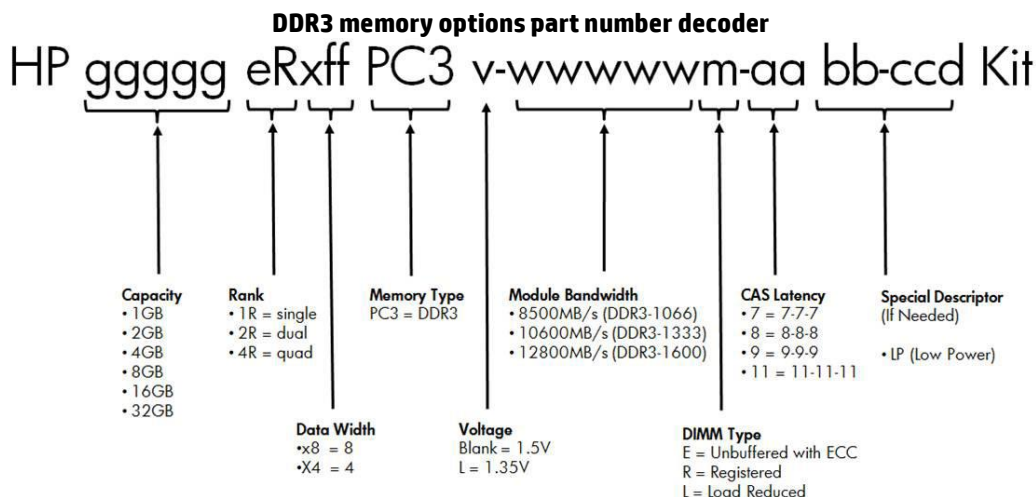 DDR3 memory options part number decoder
HP ggggg eRxff PC3 v-wwwwwm-aa bb-ccd Kit
Capacity
• 1GB
• 2GB
• 4GB
• 8GB
• 16GB
• 32GB
Rank
• 1R = single
• 2R = dual
• 4R = quad
Memory Type
PC3 = DDR3
Module Bandwidth
• 8500MB/s (DDR3-1066)
• 10600MB/s (DDR3-1333)
• 12800MB/s (DDR3-1600)
CAS Latency
• 7 = 7-7-7
• 8 = 8-8-8
• 9 = 9-9-9
• 11 = 11-11-11
Special Descriptor
(If Needed)
• LP (Low Power)
Data Width
•x8 = 8
•X4 = 4
Voltage
Blank = 1.5V
L = 1.35V
DIMM Type
E = Unbuffered with ECC
R = Registered
L = Load Reduced